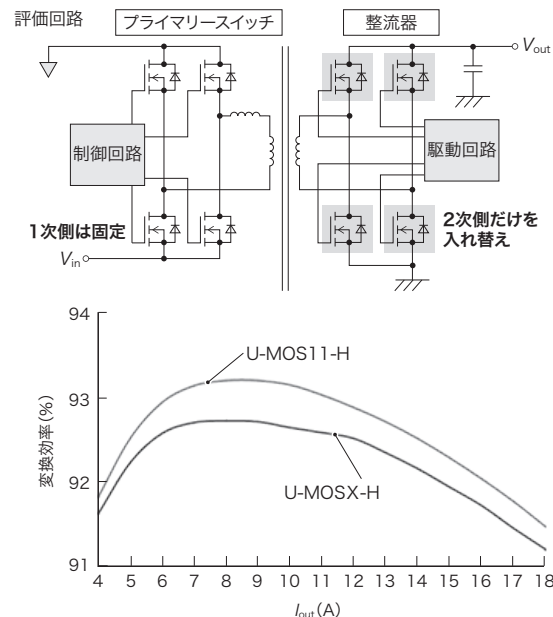 評価回路
プライマリースイッチ
整流器
Vout
制御回路
駆動回路
1次側は固定
2次側だけを
入れ替え
Vin
94
93
92
91
変換効率(%)
U-MOS11-H
U-MOSX-H
4 5 6 7 8 9 10 11 12 13 14 15 16 17 18
Iout(A)